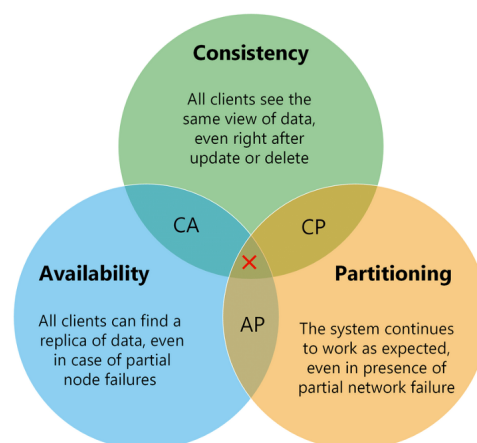 Consistency
All clients see the
same view of data,
even right after
update or delete
CA
CP
Availability
All clients can find a
replica of data, even
in case of partial
node failures
AP
Partitioning
The system continues
to work as expected,
even in presence of
partial network failure